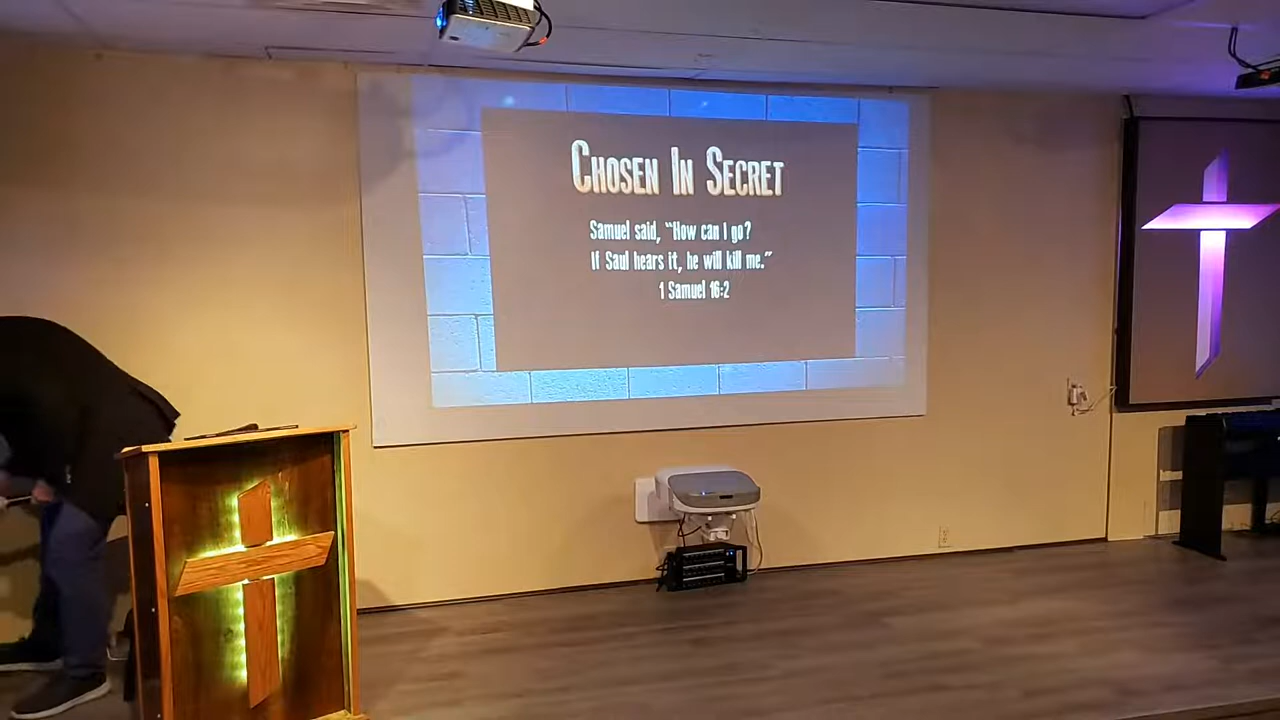 Chosen In Secret
Samuel said, “How can I go?
If Saul hears it, he will kill me.”
1 Samuel 16:2